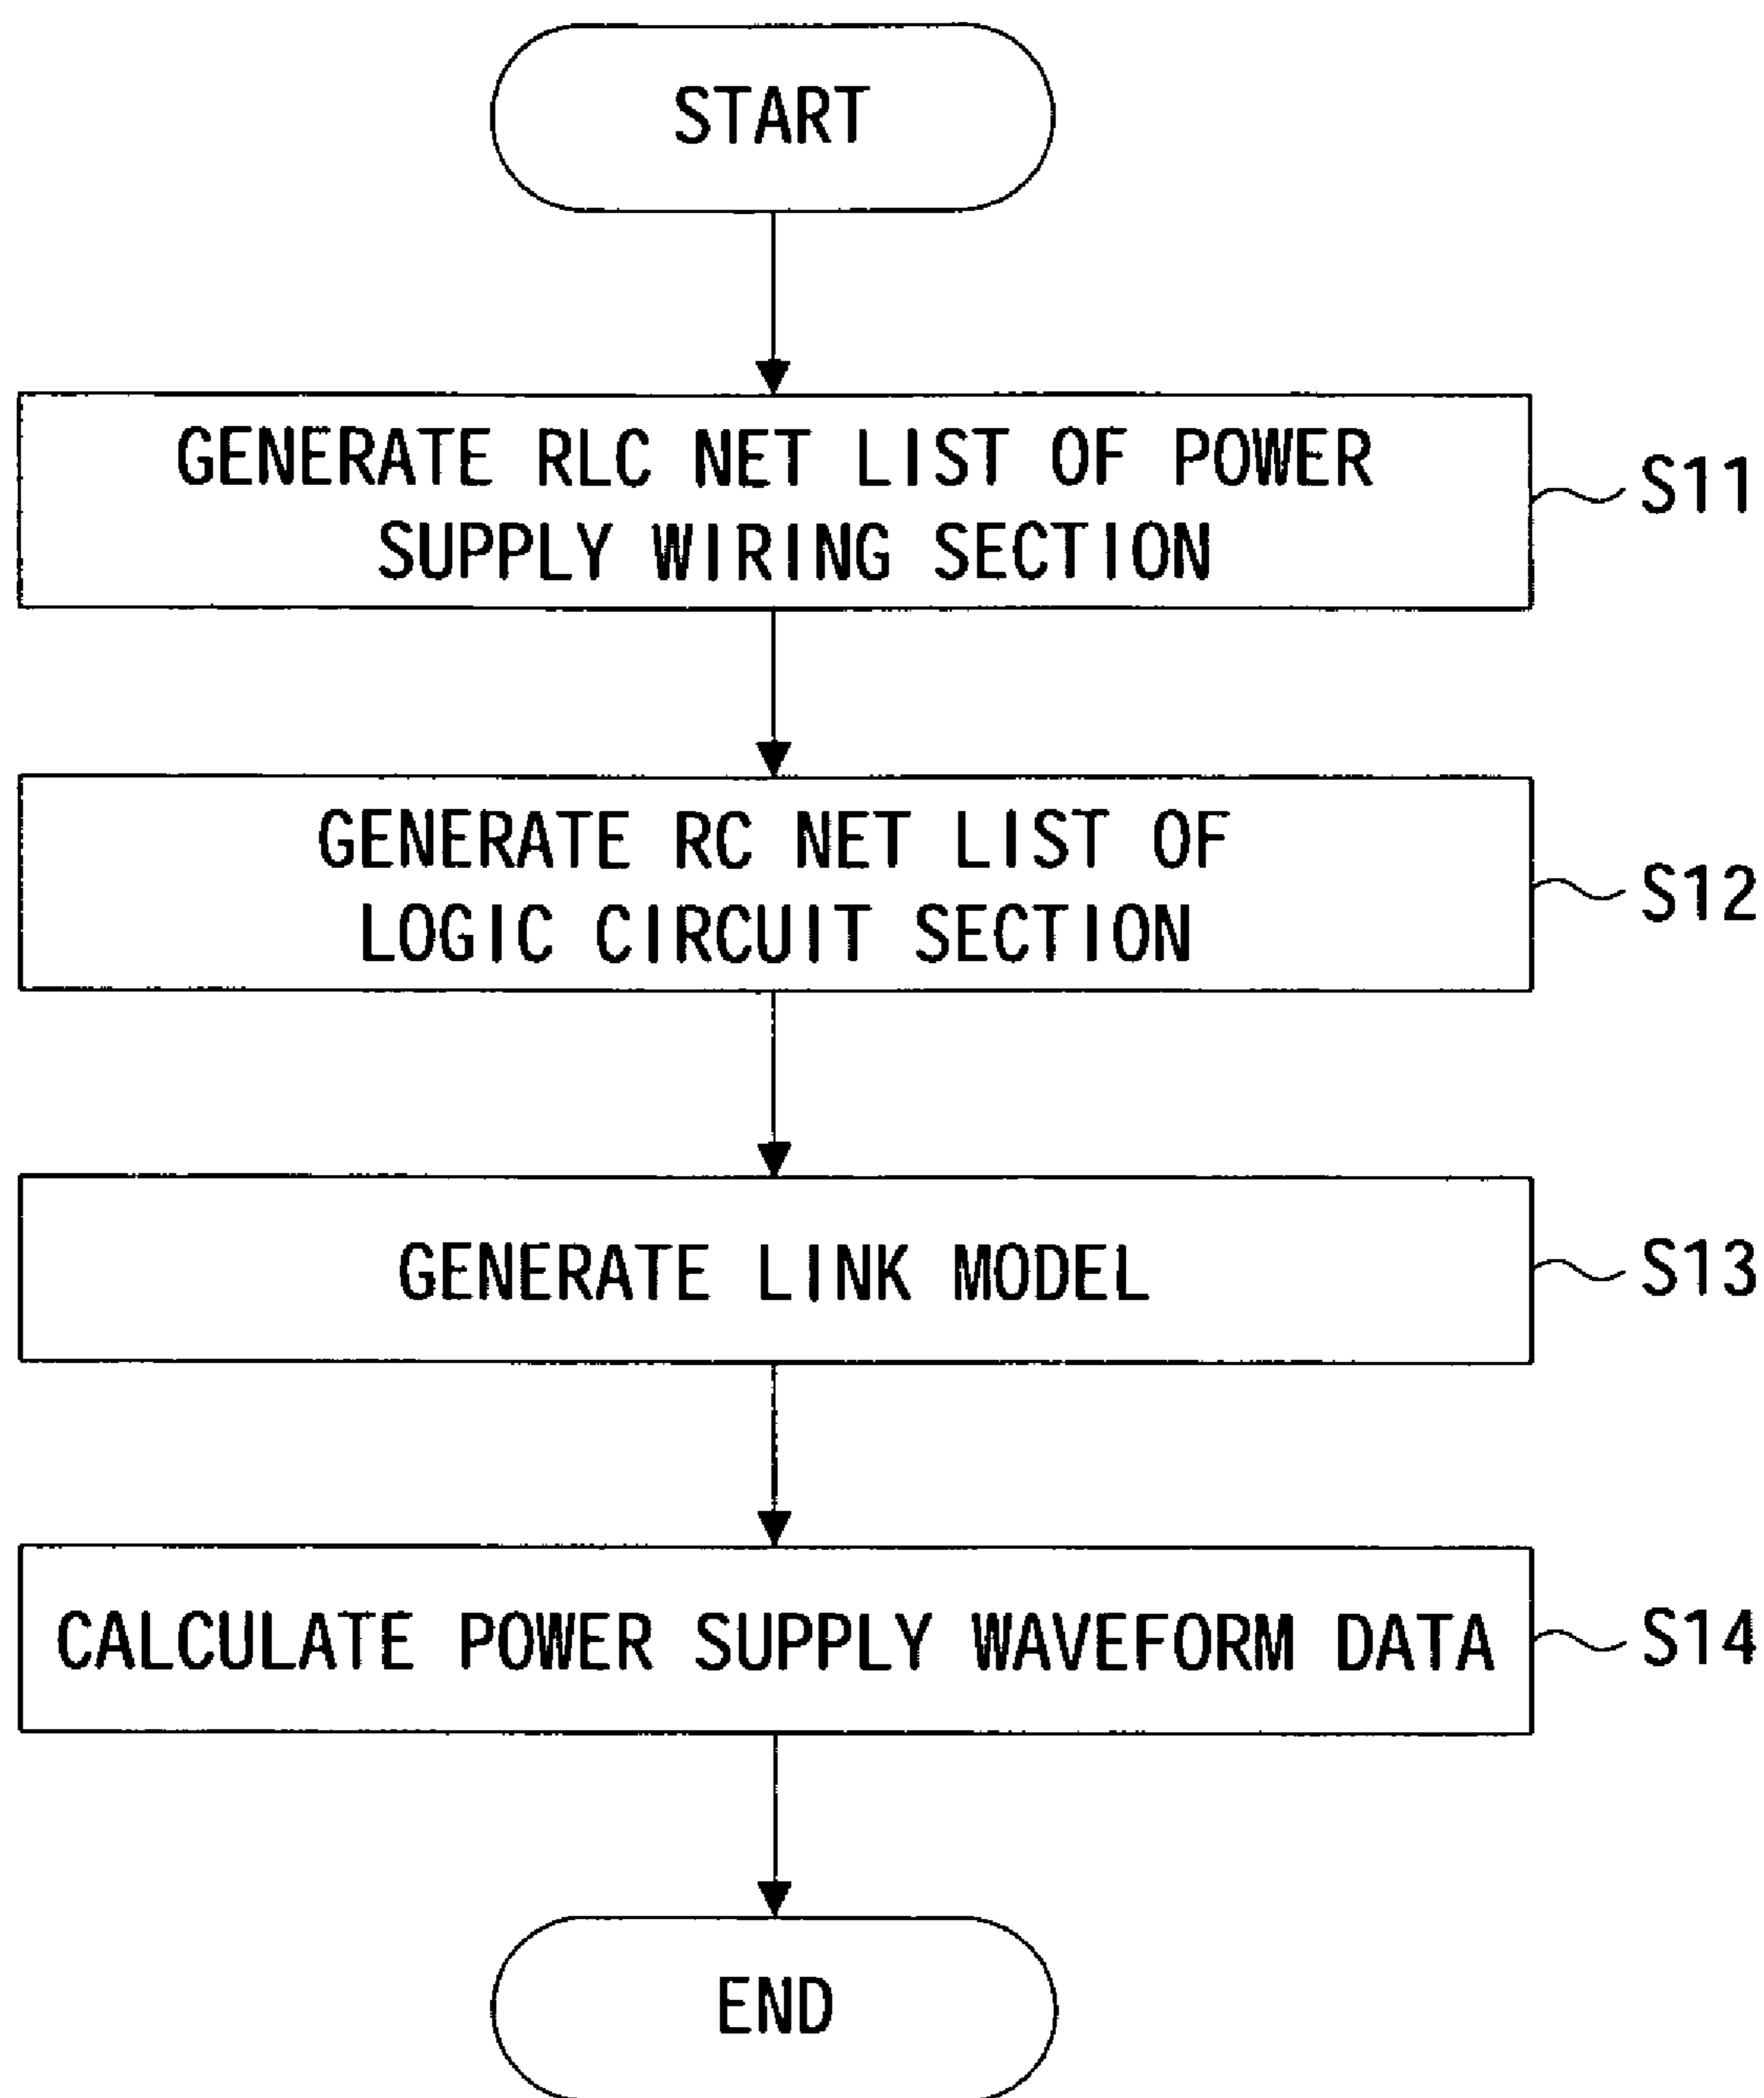 START
GENERATE RLC NET LIST OF POWER
SUPPLY WIRING SECTION
S11
GENERATE RC NET LIST OF
LOGIC CIRCUIT SECTION
S12
GENERATE LINK MODEL
S13
CALCULATE POWER SUPPLY WAVEFORM DATA
S14
END